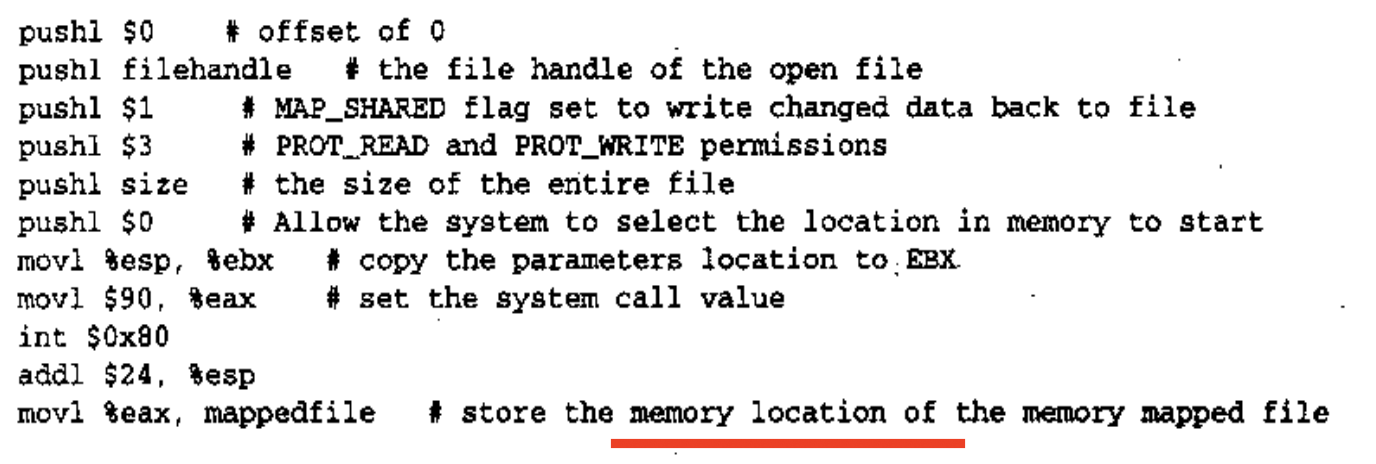 pushl $0 # offset of 0
pushl filehandle # the file handle of the open file
pushl $1 # MAP_SHARED flag set to write changed data back to file
pushl $3 # PROT_READ and PROT_WRITE permissions
pushl size # the size of the entire file
pushl $0 # Allow the system to select the location in memory to start
movl %esp, %ebx # copy the parameters location to EBX
movl $90, %eax # set the system call value
int $0x80
addl $24, %esp
movl %eax, mappedfile # store the memory location of the memory mapped file